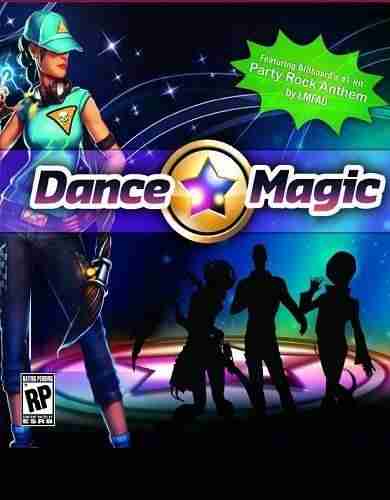 Featuring Billboard's #1 hit
Party Rock Anthem
by LMFAO
Dance Magic
RATING PENDING
RP
ESRB